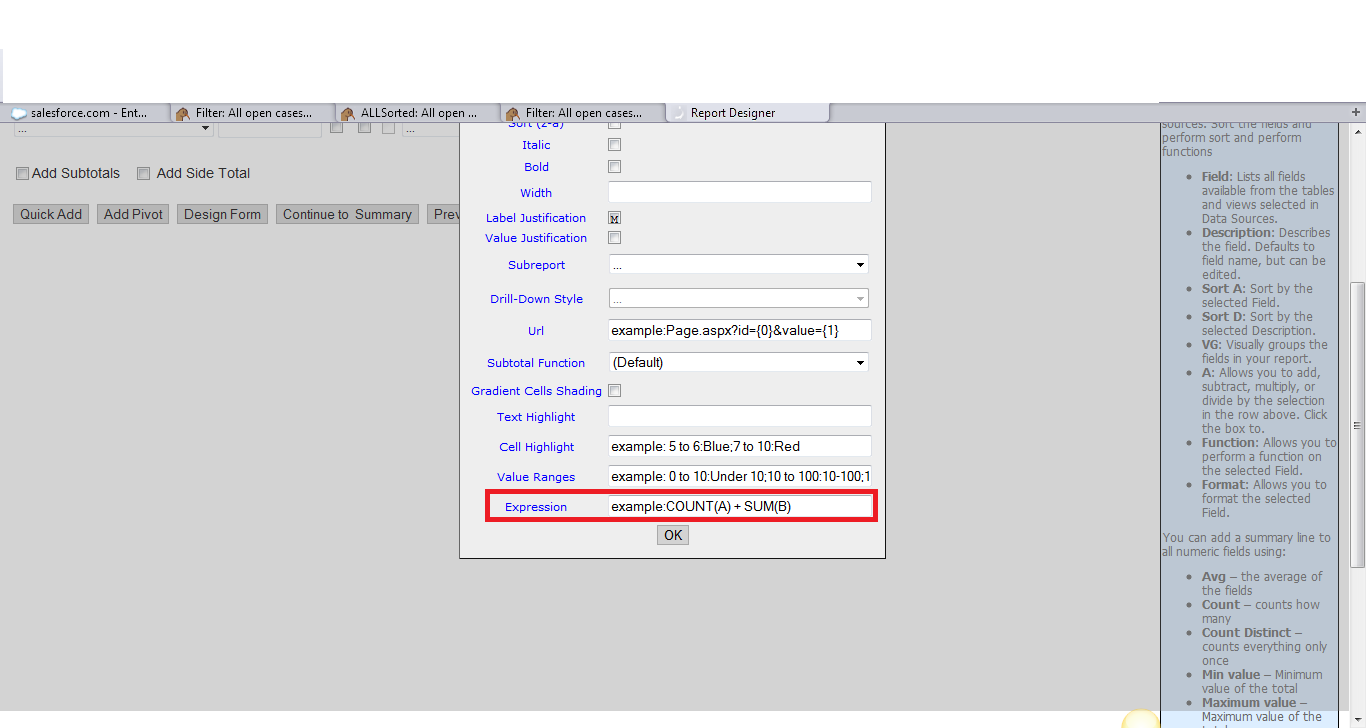 salesforce.com - Ent...
Filter: All open cases...
ALLSorted: All open ...
Filter: All open cases...
Report Designer
+
...
...
Add Subtotals
Add Side Total
Quick Add
Add Pivot
Design Form
Continue to Summary
Prev
Sort (z-a)
Italic
Bold
Width
Label Justification
M
Value Justification
Subreport
...
Drill-Down Style
...
Url
example:Page.aspx?id={0}&value={1}
Subtotal Function
(Default)
Gradient Cells Shading
Text Highlight
Cell Highlight
example: 5 to 6:Blue;7 to 10:Red
Value Ranges
example: 0 to 10:Under 10;10 to 100:10-100;1
Expression
example:COUNT(A) + SUM(B)
OK
sources. Sort the fields and
perform sort and perform
functions
• Field: Lists all fields
available from the tables
and views selected in
Data Sources.
• Description: Describes
the field. Defaults to
field name, but can be
edited.
• Sort A: Sort by the
selected Field.
• Sort D: Sort by the
selected Description.
• VG: Visually groups the
fields in your report.
• A: Allows you to add,
subtract, multiply, or
divide by the selection
in the row above. Click
the box to.
• Function: Allows you to
perform a function on
the selected Field.
• Format: Allows you to
format the selected
Field.
You can add a summary line to
all numeric fields using:
• Avg – the average of
the fields
• Count – counts how
many
• Count Distinct –
counts everything only
once
• Min value – Minimum
value of the total
• Maximum value –
Maximum value of the